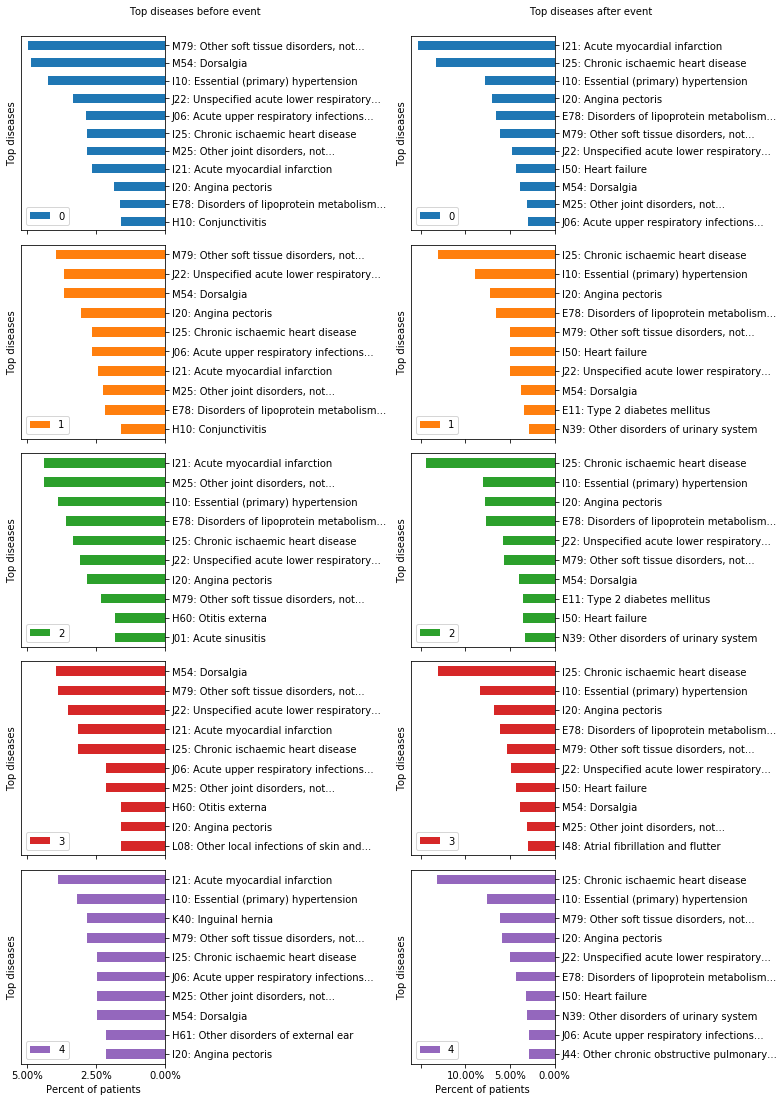 Top diseases before event
Top diseases
M79: Other soft tissue disorders, not...
M54: Dorsalgia
I10: Essential (primary) hypertension
J22: Unspecified acute lower respiratory...
J06: Acute upper respiratory infections...
I25: Chronic ischaemic heart disease
M25: Other joint disorders, not...
I21: Acute myocardial infarction
I20: Angina pectoris
E78: Disorders of lipoprotein metabolism...
H10: Conjunctivitis
0
Top diseases after event
Top diseases
I21: Acute myocardial infarction
I25: Chronic ischaemic heart disease
I10: Essential (primary) hypertension
I20: Angina pectoris
E78: Disorders of lipoprotein metabolism...
M79: Other soft tissue disorders, not...
J22: Unspecified acute lower respiratory...
I50: Heart failure
M54: Dorsalgia
M25: Other joint disorders, not...
J06: Acute upper respiratory infections...
0
Top diseases
M79: Other soft tissue disorders, not...
J22: Unspecified acute lower respiratory...
M54: Dorsalgia
I20: Angina pectoris
I25: Chronic ischaemic heart disease
J06: Acute upper respiratory infections...
I21: Acute myocardial infarction
M25: Other joint disorders, not...
E78: Disorders of lipoprotein metabolism...
H10: Conjunctivitis
1
Top diseases
I25: Chronic ischaemic heart disease
I10: Essential (primary) hypertension
I20: Angina pectoris
E78: Disorders of lipoprotein metabolism...
M79: Other soft tissue disorders, not...
I50: Heart failure
J22: Unspecified acute lower respiratory...
M54: Dorsalgia
E11: Type 2 diabetes mellitus
N39: Other disorders of urinary system
1
Top diseases
I21: Acute myocardial infarction
M25: Other joint disorders, not...
I10: Essential (primary) hypertension
E78: Disorders of lipoprotein metabolism...
I25: Chronic ischaemic heart disease
J22: Unspecified acute lower respiratory...
I20: Angina pectoris
M79: Other soft tissue disorders, not...
H60: Otitis externa
J01: Acute sinusitis
2
Top diseases
I25: Chronic ischaemic heart disease
I10: Essential (primary) hypertension
I20: Angina pectoris
E78: Disorders of lipoprotein metabolism...
J22: Unspecified acute lower respiratory...
M79: Other soft tissue disorders, not...
M54: Dorsalgia
E11: Type 2 diabetes mellitus
I50: Heart failure
N39: Other disorders of urinary system
2
Top diseases
M54: Dorsalgia
M79: Other soft tissue disorders, not...
J22: Unspecified acute lower respiratory...
I21: Acute myocardial infarction
I25: Chronic ischaemic heart disease
J06: Acute upper respiratory infections...
M25: Other joint disorders, not...
H60: Otitis externa
I20: Angina pectoris
L08: Other local infections of skin and...
3
Top diseases
I25: Chronic ischaemic heart disease
I10: Essential (primary) hypertension
I20: Angina pectoris
E78: Disorders of lipoprotein metabolism...
M79: Other soft tissue disorders, not...
J22: Unspecified acute lower respiratory...
I50: Heart failure
M54: Dorsalgia
M25: Other joint disorders, not...
I48: Atrial fibrillation and flutter
3
Top diseases
I21: Acute myocardial infarction
I10: Essential (primary) hypertension
K40: Inguinal hernia
M79: Other soft tissue disorders, not...
I25: Chronic ischaemic heart disease
J06: Acute upper respiratory infections...
M25: Other joint disorders, not...
M54: Dorsalgia
H61: Other disorders of external ear
I20: Angina pectoris
4
5.00% 2.50% 0.00%
Percent of patients
Top diseases
I25: Chronic ischaemic heart disease
I10: Essential (primary) hypertension
M79: Other soft tissue disorders, not...
I20: Angina pectoris
J22: Unspecified acute lower respiratory...
E78: Disorders of lipoprotein metabolism...
I50: Heart failure
N39: Other disorders of urinary system
J06: Acute upper respiratory infections...
J44: Other chronic obstructive pulmonary...
4
10.00% 5.00% 0.00%
Percent of patients